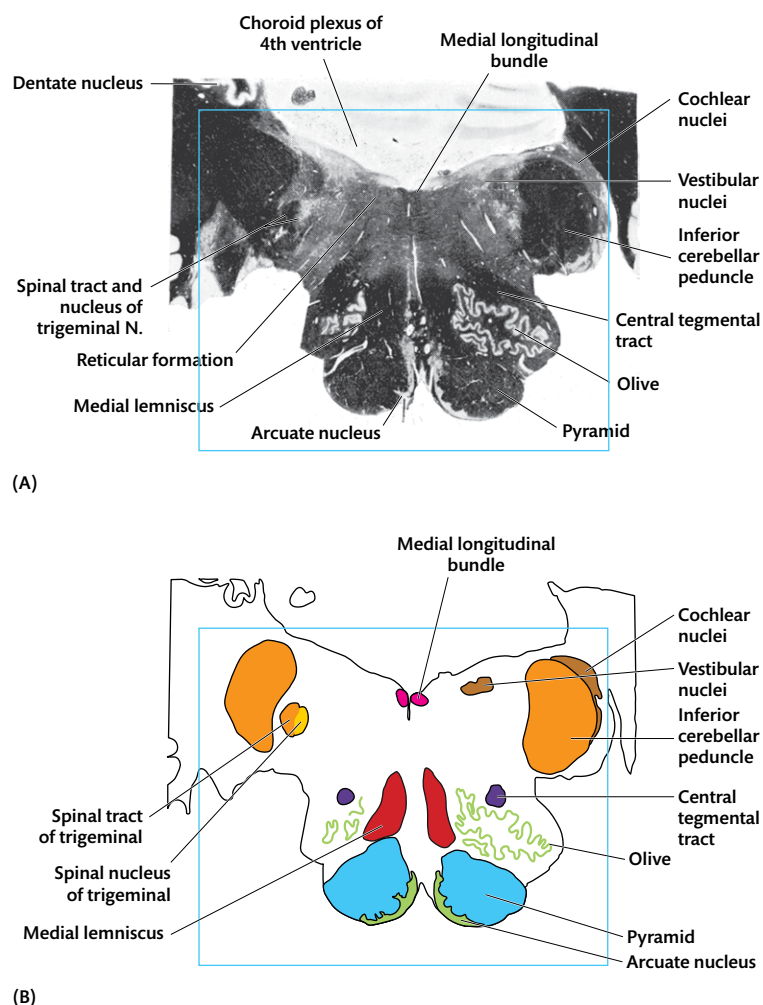 Choroid plexus of
4th ventricle
Medial longitudinal
bundle
Dentate nucleus
Cochlear
nuclei
Vestibular
nuclei
Inferior
cerebellar
peduncle
Spinal tract and
nucleus of
trigeminal N.
Central tegmental
tract
Reticular formation
Olive
Medial lemniscus
Arcuate nucleus
Pyramid
(A)
Medial longitudinal
bundle
Cochlear
nuclei
Vestibular
nuclei
Inferior
cerebellar
peduncle
Spinal tract
of trigeminal
Central
tegmental
tract
Spinal nucleus
of trigeminal
Olive
Medial lemniscus
Pyramid
Arcuate nucleus
(B)